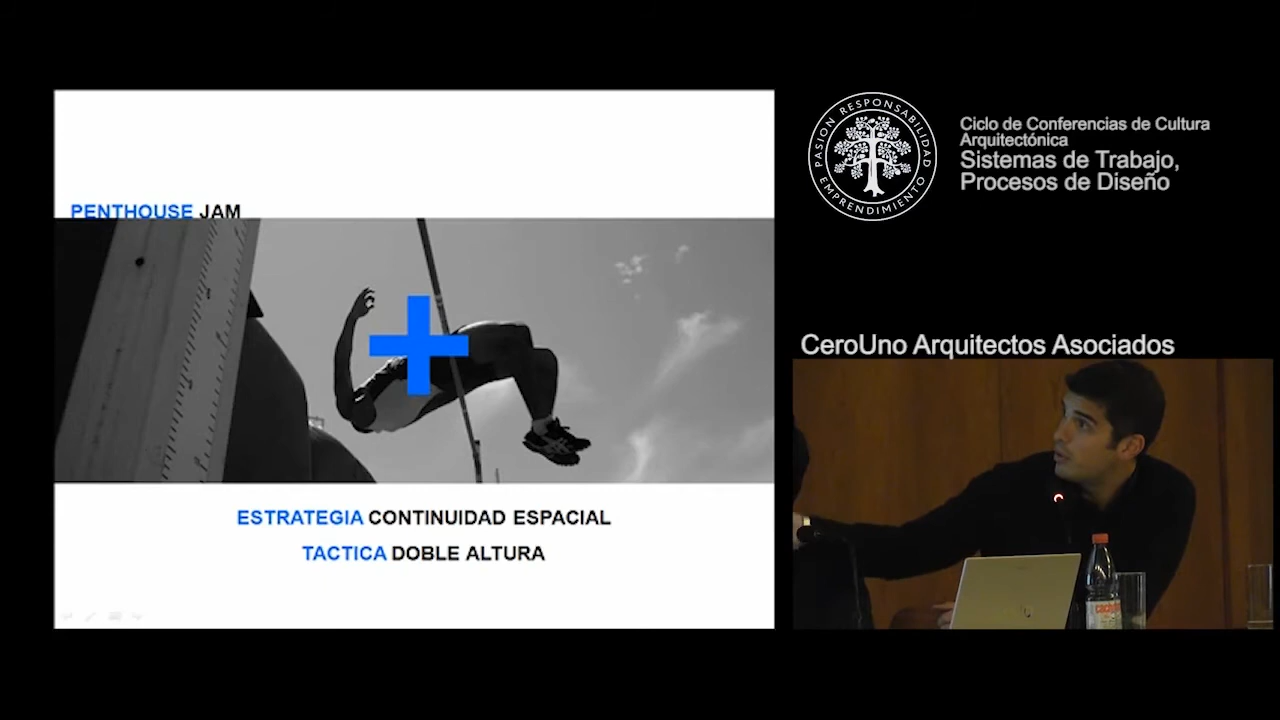 PENTHOUSE JAM
ESTRATEGIA CONTINUIDAD ESPACIAL
TACTICA DOBLE ALTURA
PASION RESPONSABILIDAD
EMPRENDIMIENTO
Ciclo de Conferencias de Cultura
Arquitectónica
Sistemas de Trabajo,
Procesos de Diseño
CeroUno Arquitectos Asociados